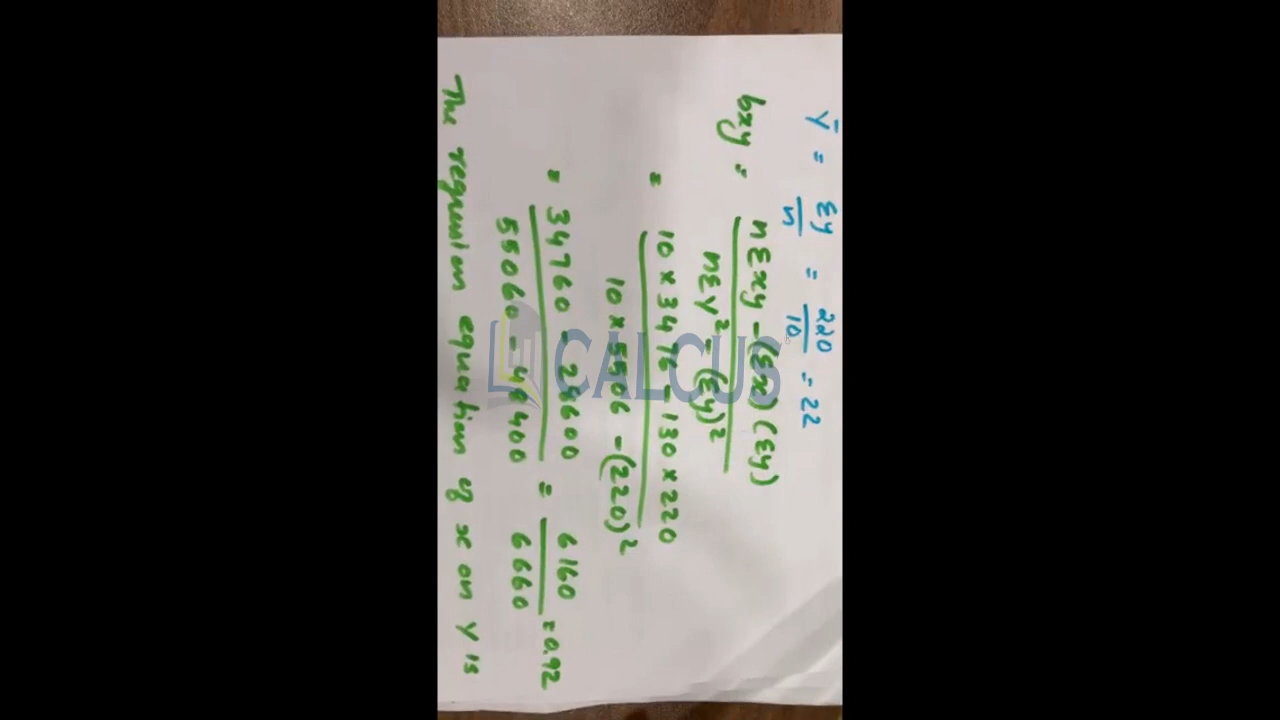 Ȳ = Σy/n = 220/10 = 22
bxy = nΣxy - (Σx)(Σy) / nΣy² - (Σy)²
= 10 × 3476 - 130 × 220 / 10 × 5506 - (220)²
= 34760 - 28600 / 55060 - 48400 = 6160 / 6660 = 0.92
The regression equation of x on y is
CALCUS